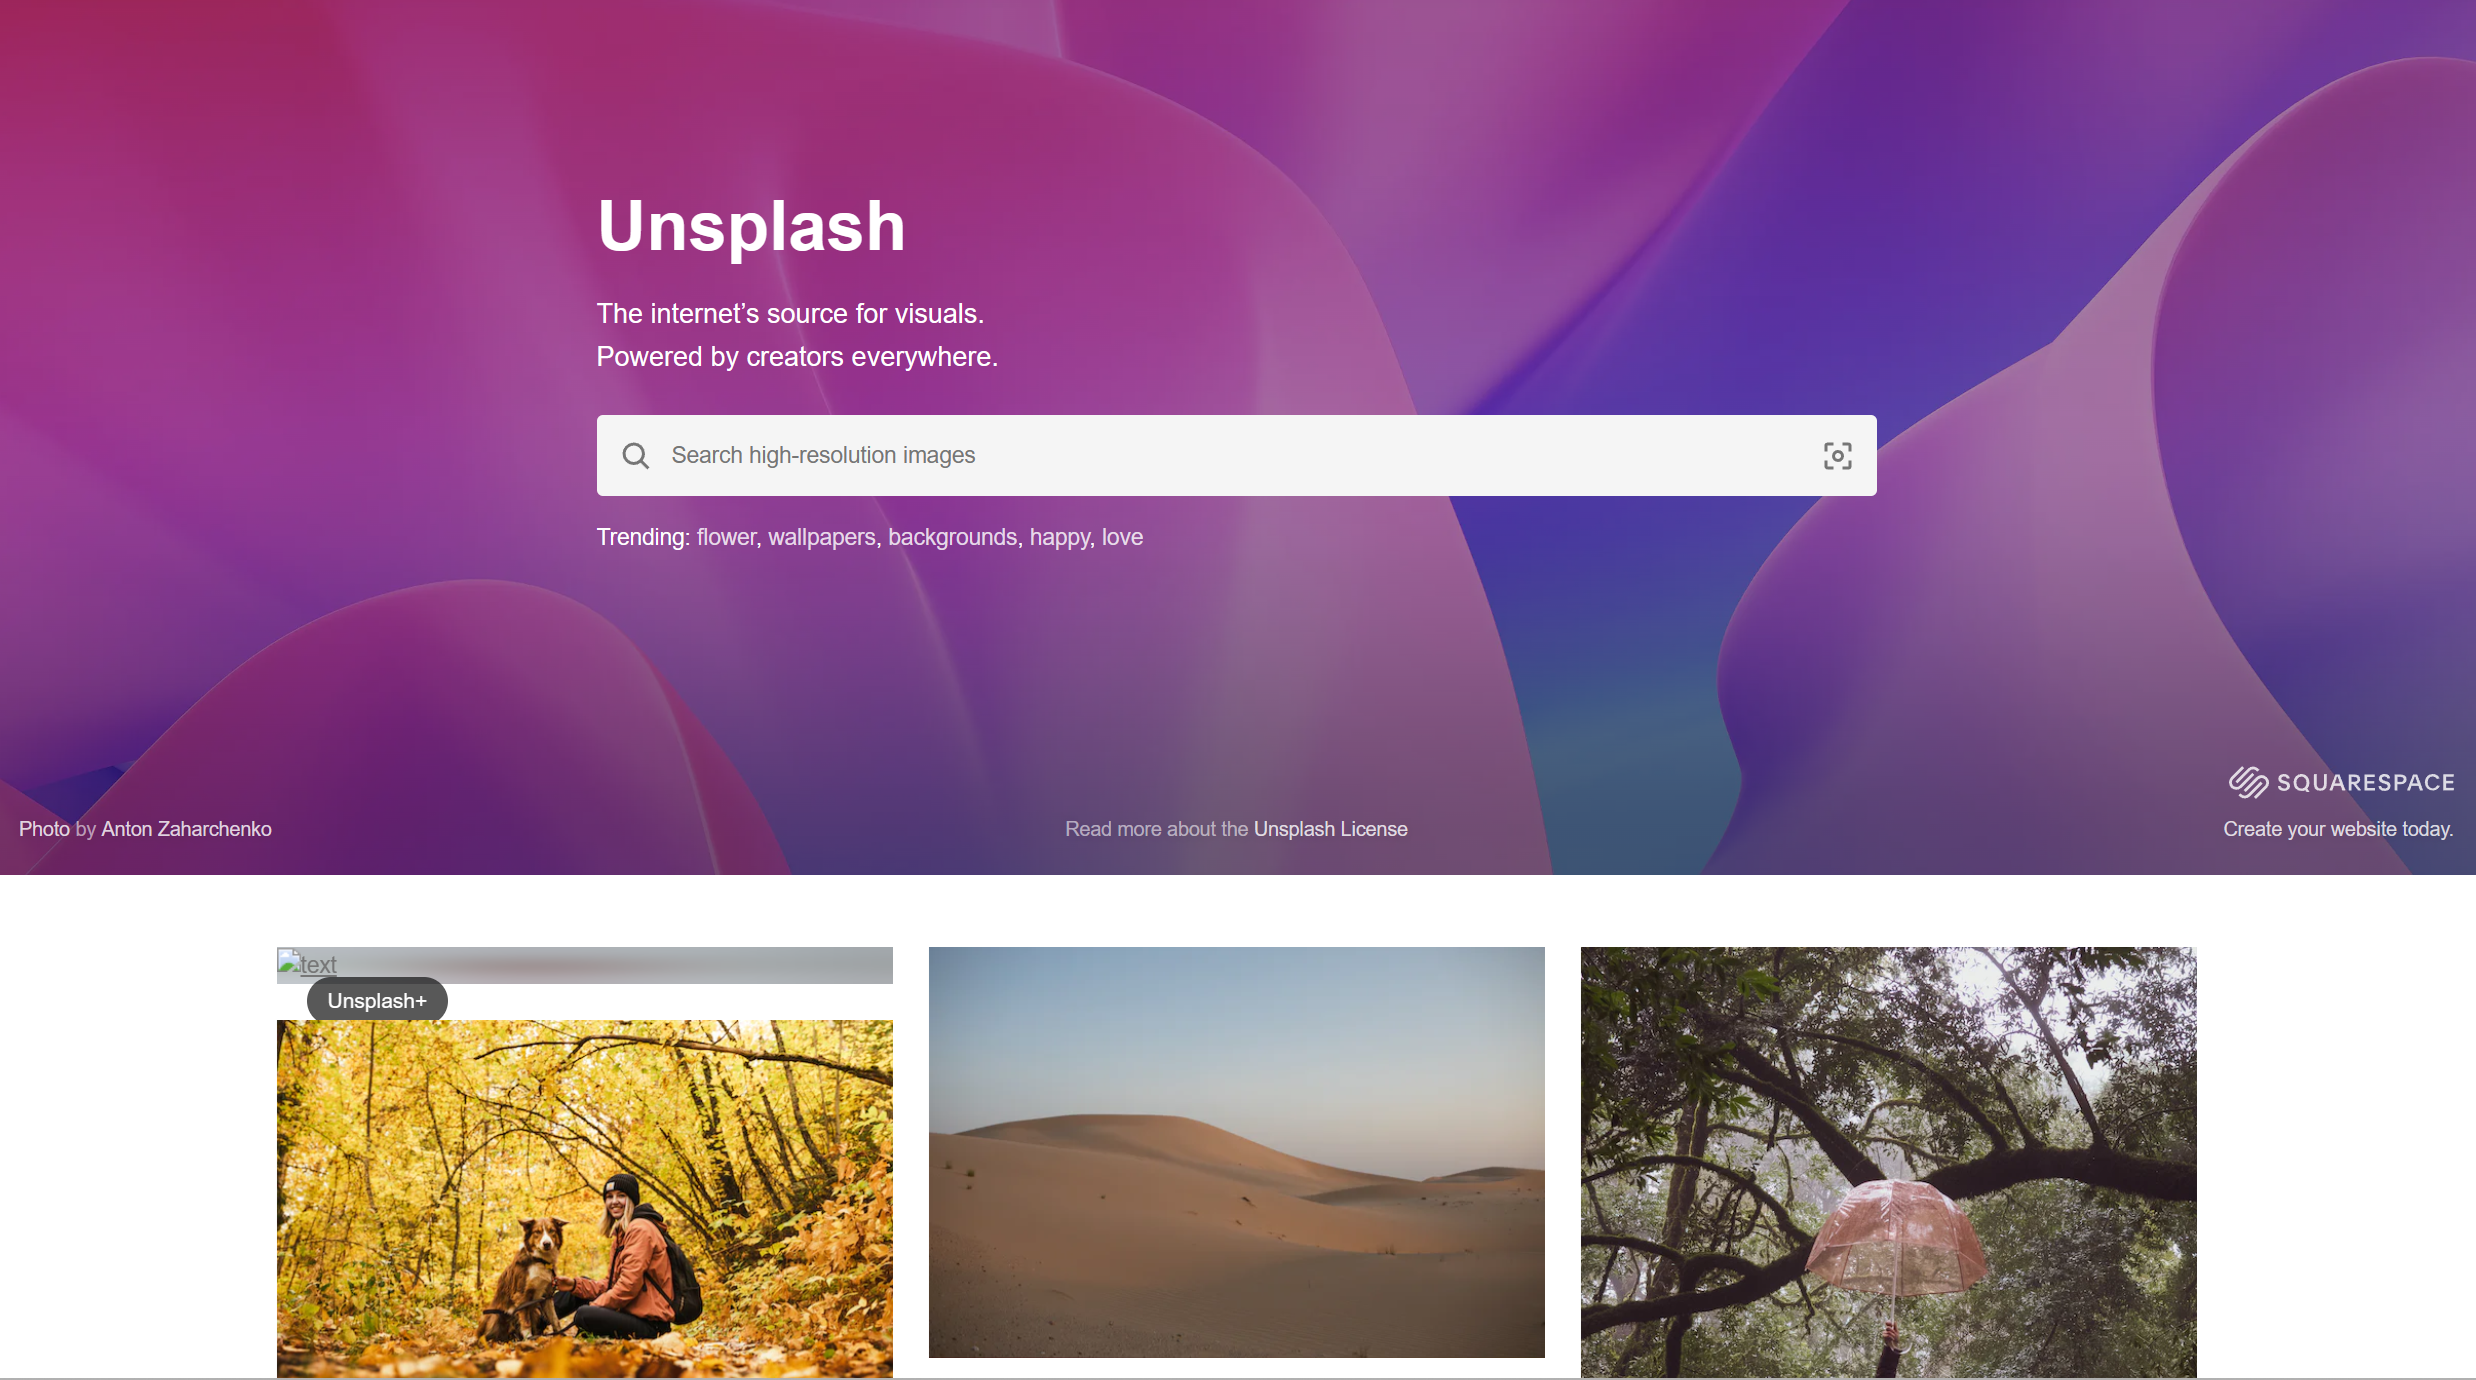 Unsplash
The internet’s source for visuals.
Powered by creators everywhere.
Search high-resolution images
Trending: flower, wallpapers, backgrounds, happy, love
SQUARESPACE
Photo by Anton Zaharchenko
Read more about the Unsplash License
Create your website today.
text
Unsplash+